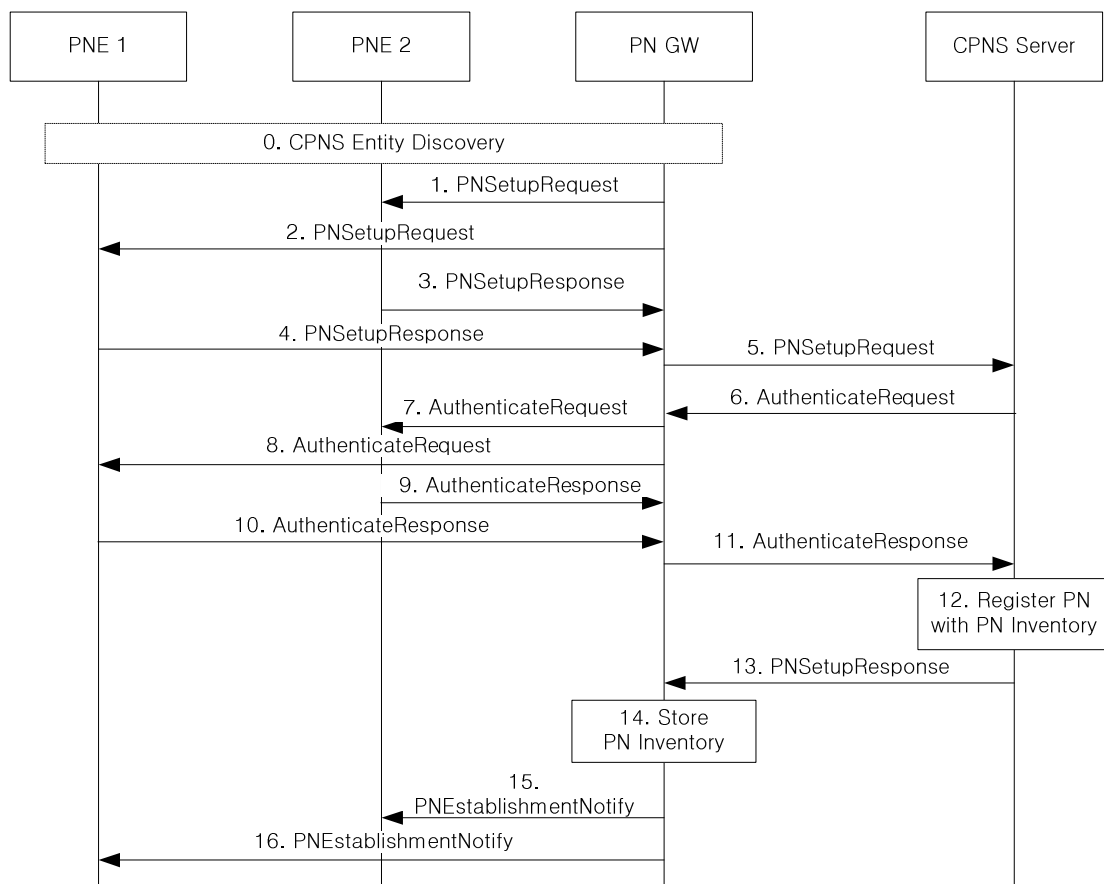 PNE 1
PNE 2
PN GW
CPNS Server
0. CPNS Entity Discovery
1. PNSetupRequest
2. PNSetupRequest
3. PNSetupResponse
4. PNSetupResponse
5. PNSetupRequest
6. AuthenticateRequest
7. AuthenticateRequest
8. AuthenticateRequest
9. AuthenticateResponse
10. AuthenticateResponse
11. AuthenticateResponse
12. Register PN
with PN Inventory
13. PNSetupResponse
14. Store
PN Inventory
15.
PNEstablishmentNotify
16. PNEstablishmentNotify